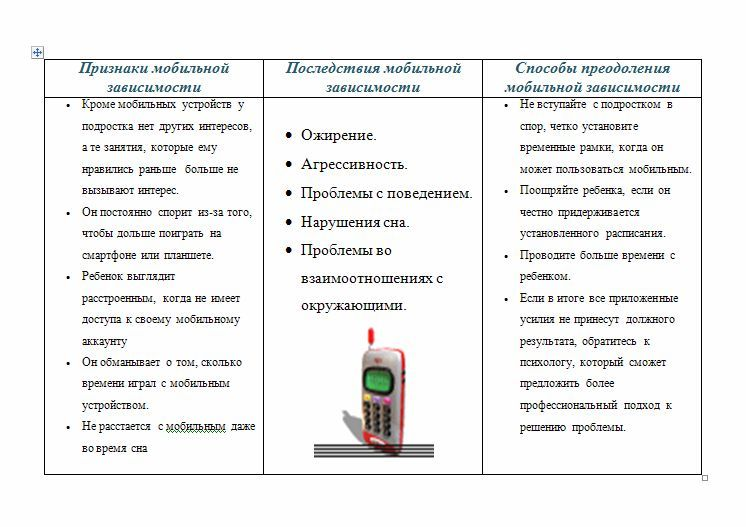 Признаки мобильной
зависимости
Кроме мобильных устройств у
подростка нет других интересов,
а те занятия, которые ему
нравились раньше больше не
вызывают интерес.
Он постоянно спорит из-за того,
чтобы дольше поиграть на
смартфоне или планшете.
Ребенок выглядит
расстроенным, когда не имеет
доступа к своему мобильному
аккаунту
Он обманывает о том, сколько
времени играл с мобильным
устройством.
Не расстается с мобильным даже
во время сна
Последствия мобильной
зависимости
Ожирение.
Агрессивность.
Проблемы с поведением.
Нарушения сна.
Проблемы во
взаимоотношениях с
окружающими.
Способы преодоления
мобильной зависимости
Не вступайте с подростком в
спор, четко установите
временные рамки, когда он
может пользоваться мобильным.
Поощряйте ребенка, если он
честно придерживается
установленного расписания.
Проводите больше времени с
ребенком.
Если в итоге все приложенные
усилия не принесут должного
результата, обратитесь к
психологу, который сможет
предложить более
профессиональный подход к
решению проблемы.